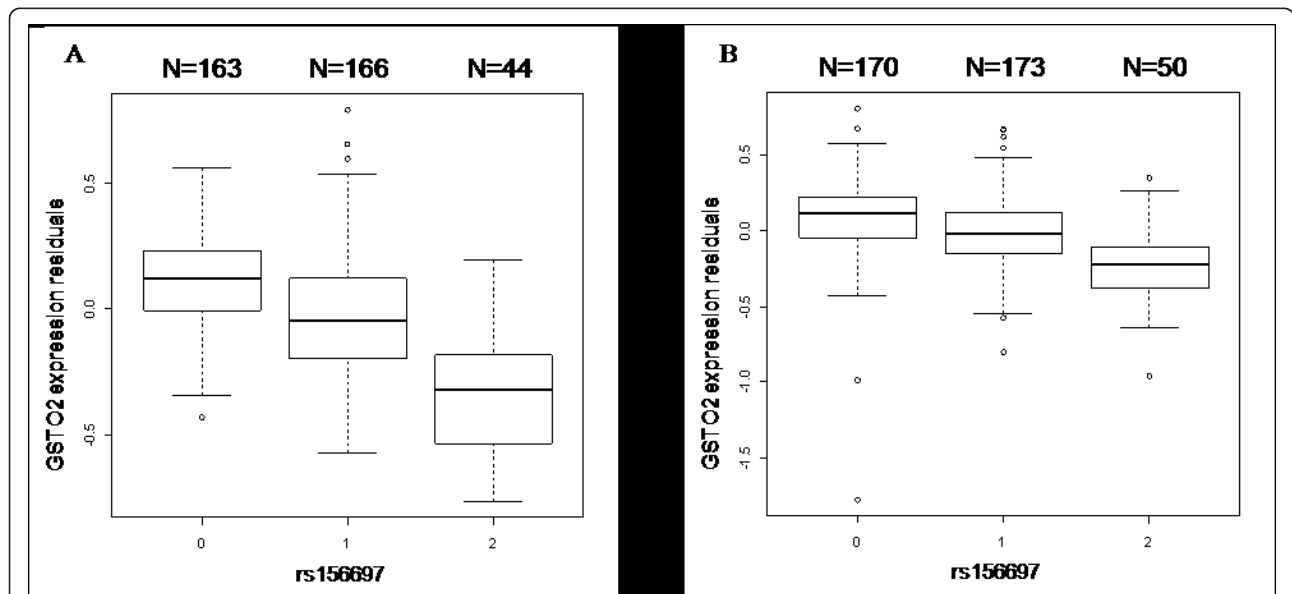 A
N=163 N=166 N=44
GSTO2 expression residuals
0.5
0.0
-0.5
0 1 2
rs156697
B
N=170 N=173 N=50
GSTO2 expression residuals
0.5
0.0
-0.5
-1.0
-1.5
0 1 2
rs156697